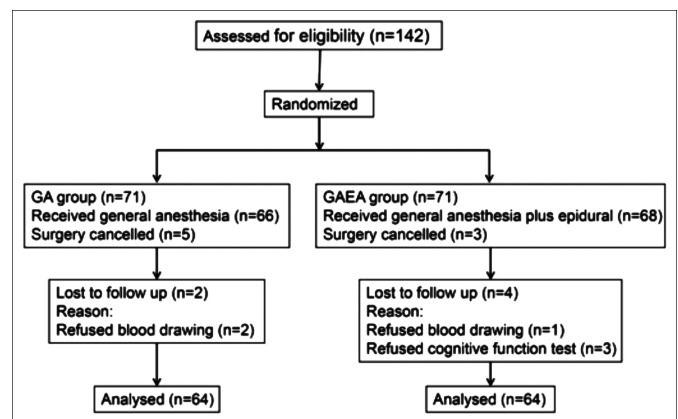 Assessed for eligibility (n=142)
Randomized
GA group (n=71)
Received general anesthesia (n=66)
Surgery cancelled (n=5)
GAEA group (n=71)
Received general anesthesia plus epidural (n=68)
Surgery cancelled (n=3)
Lost to follow up (n=2)
Reason:
Refused blood drawing (n=2)
Lost to follow up (n=4)
Reason:
Refused blood drawing (n=1)
Refused cognitive function test (n=3)
Analysed (n=64)
Analysed (n=64)